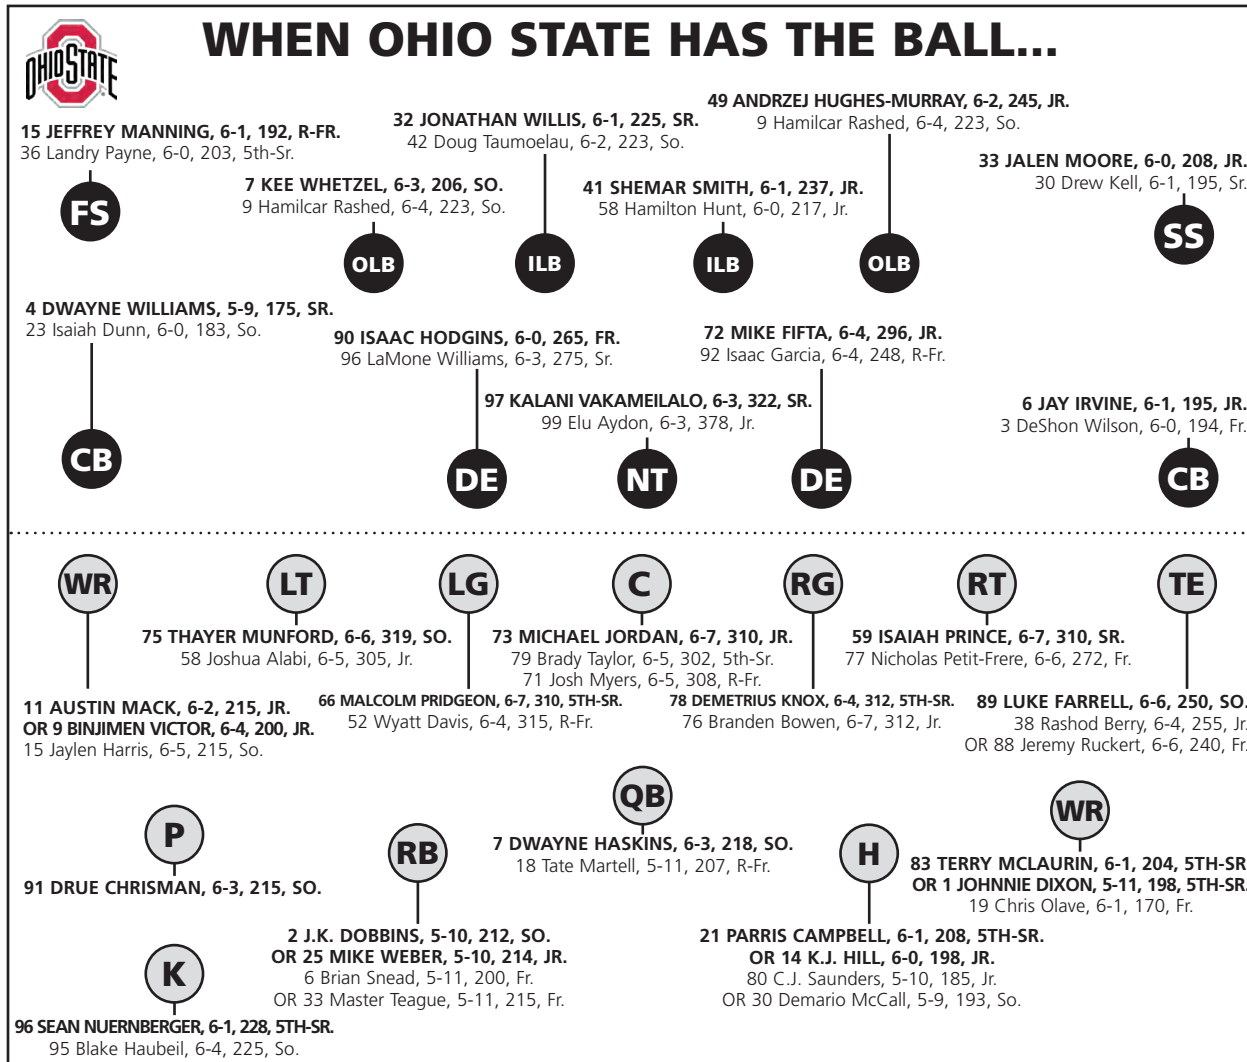 OHIO STATE
WHEN OHIO STATE HAS THE BALL...
15 JEFFREY MANNING, 6-1, 192, R-FR.
36 Landry Payne, 6-0, 203, 5th-Sr.
FS
7 KEE WHETZEL, 6-3, 206, SO.
9 Hamilcar Rashed, 6-4, 223, So.
OLB
32 JONATHAN WILLIS, 6-1, 225, SR.
42 Doug Taumoelau, 6-2, 223, So.
ILB
41 SHEMAR SMITH, 6-1, 237, JR.
58 Hamilton Hunt, 6-0, 217, Jr.
ILB
49 ANDRZEJ HUGHES-MURRAY, 6-2, 245, JR.
9 Hamilcar Rashed, 6-4, 223, So.
OLB
33 JALEN MOORE, 6-0, 208, JR.
30 Drew Kell, 6-1, 195, Sr.
SS
4 DWAYNE WILLIAMS, 5-9, 175, SR.
23 Isaiah Dunn, 6-0, 183, So.
CB
90 ISAAC HODGINS, 6-0, 265, FR.
96 LaMone Williams, 6-3, 275, Sr.
DE
97 KALANI VAKAMEILALO, 6-3, 322, SR.
99 Elu Aydon, 6-3, 378, Jr.
NT
72 MIKE FIFTA, 6-4, 296, JR.
92 Isaac Garcia, 6-4, 248, R-Fr.
DE
6 JAY IRVINE, 6-1, 195, JR.
3 DeShon Wilson, 6-0, 194, Fr.
CB
WR
11 AUSTIN MACK, 6-2, 215, JR.
OR 9 BINJIMEN VICTOR, 6-4, 200, JR.
15 Jaylen Harris, 6-5, 215, So.
LT
75 THAYER MUNFORD, 6-6, 319, SO.
58 Joshua Alabi, 6-5, 305, Jr.
LG
66 MALCOLM PRIDGEON, 6-7, 310, 5TH-SR.
52 Wyatt Davis, 6-4, 315, R-Fr.
C
73 MICHAEL JORDAN, 6-7, 310, JR.
79 Brady Taylor, 6-5, 302, 5th-Sr.
71 Josh Myers, 6-5, 308, R-Fr.
RG
78 DEMETRIUS KNOX, 6-4, 312, 5TH-SR.
76 Branden Bowen, 6-7, 312, Jr.
RT
59 ISAIAH PRINCE, 6-7, 310, SR.
77 Nicholas Petit-Frere, 6-6, 272, Fr.
TE
89 LUKE FARRELL, 6-6, 250, SO.
38 Rashod Berry, 6-4, 255, Jr.
OR 88 Jeremy Ruckert, 6-6, 240, Fr.
P
91 DRUE CHRISMAN, 6-3, 215, SO.
K
96 SEAN NUERNBERGER, 6-1, 228, 5TH-SR.
95 Blake Haubeil, 6-4, 225, So.
RB
2 J.K. DOBBINS, 5-10, 212, SO.
OR 25 MIKE WEBER, 5-10, 214, JR.
6 Brian Snead, 5-11, 200, Fr.
OR 33 Master Teague, 5-11, 215, Fr.
QB
7 DWAYNE HASKINS, 6-3, 218, SO.
18 Tate Martell, 5-11, 207, R-Fr.
H
21 PARRIS CAMPBELL, 6-1, 208, 5TH-SR.
OR 14 K.J. HILL, 6-0, 198, JR.
80 C.J. Saunders, 5-10, 185, Jr.
OR 30 Demario McCall, 5-9, 193, So.
WR
83 TERRY MCLAURIN, 6-1, 204, 5TH-SR.
OR 1 JOHNNIE DIXON, 5-11, 198, 5TH-SR.
19 Chris Olave, 6-1, 170, Fr.